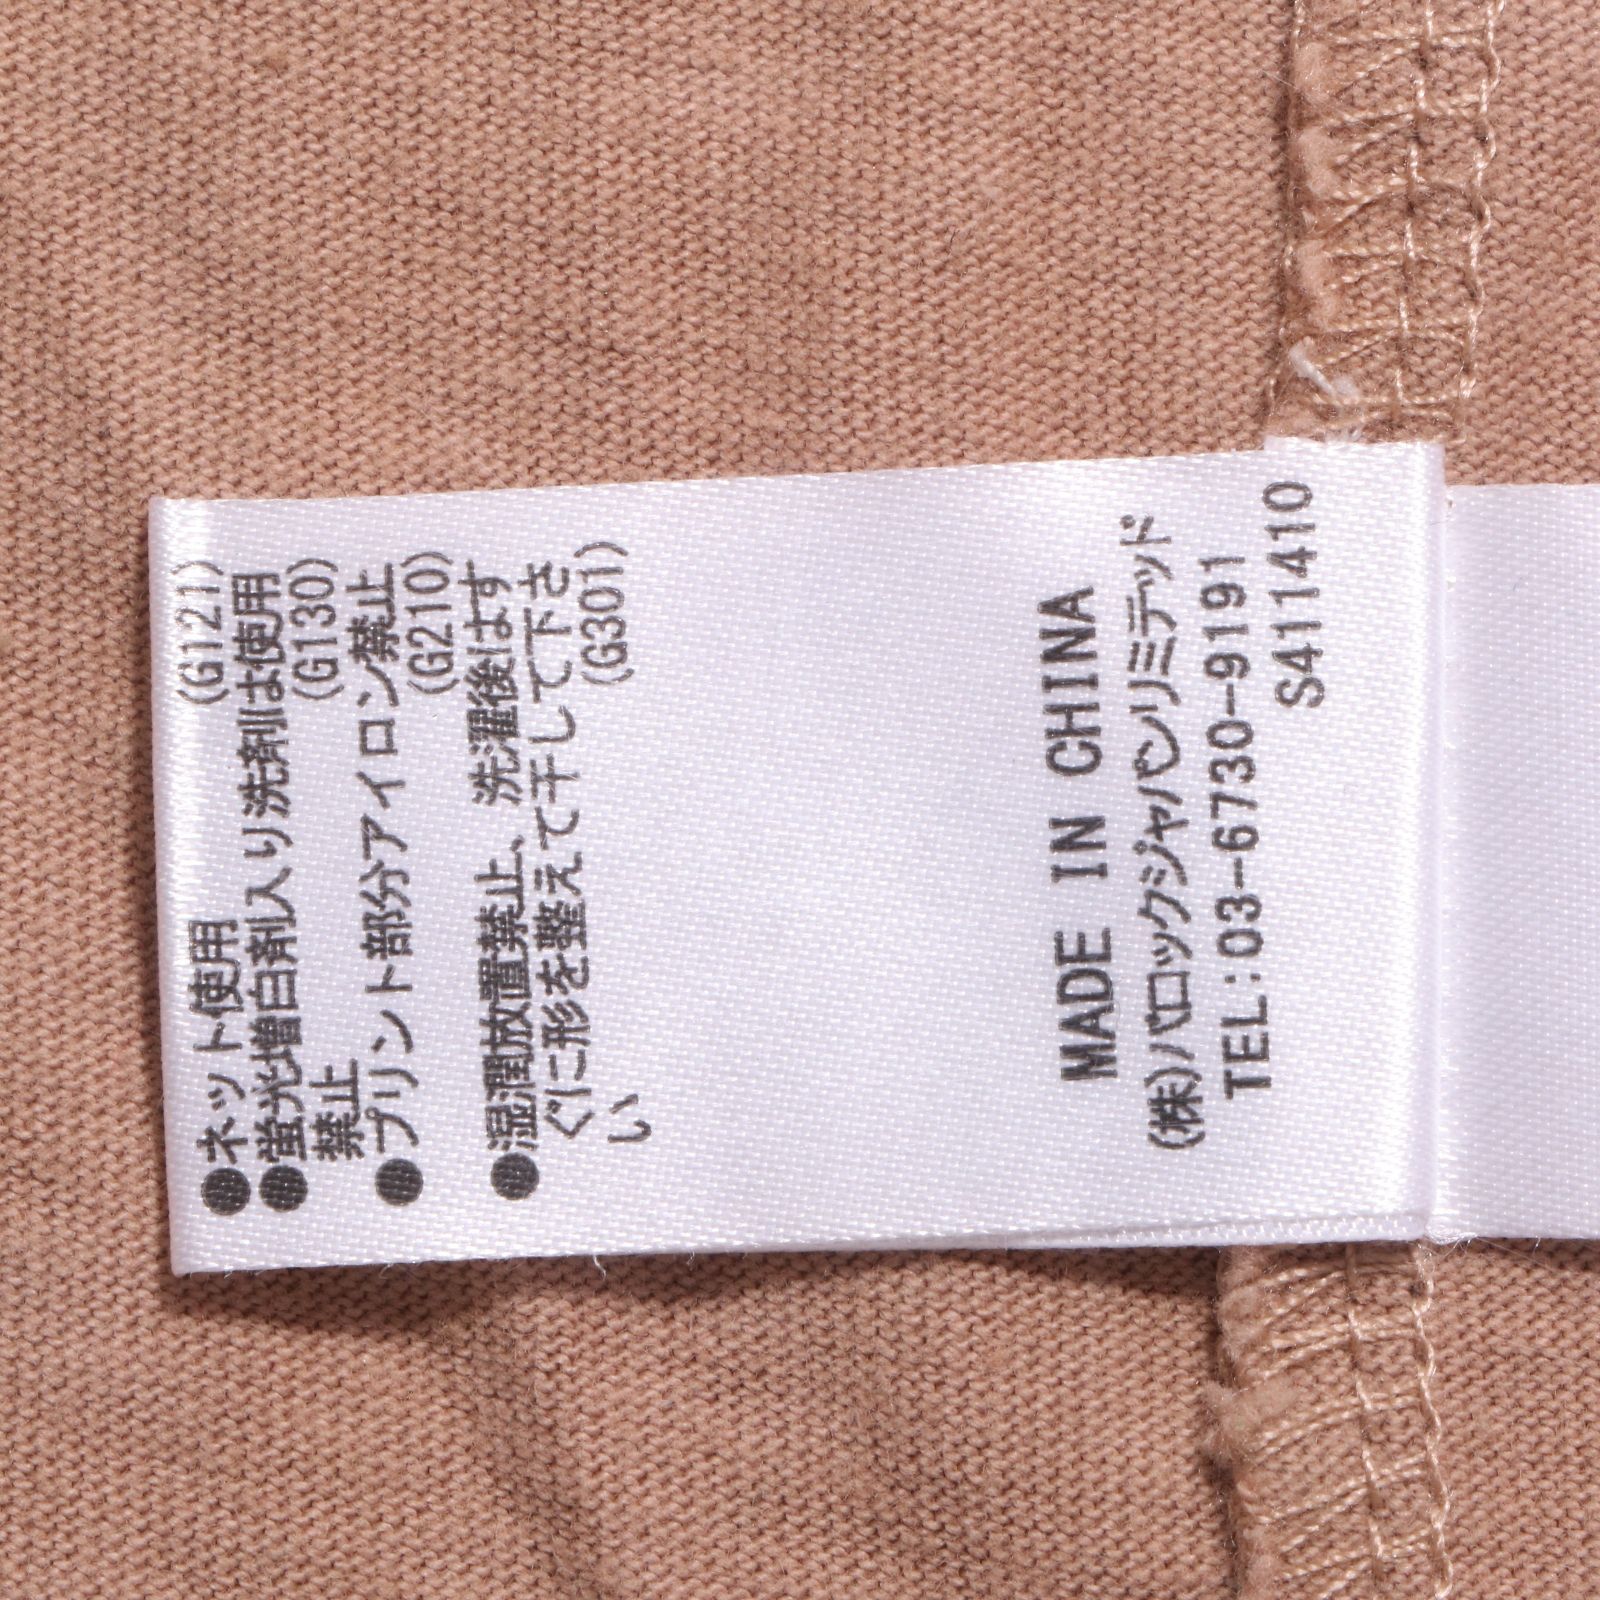 ●ネット使用 (G121)
●蛍光増白剤入り洗剤は使用
禁止 (G130)
●プリント部分アイロン禁止
(G210)
●湿潤放置禁止、洗濯後はす
ぐに形を整えて干して下さ
い (G301)
MADE IN CHINA
(株)バロックジャパンリミテッド
TEL:03-6730-9191
S411410